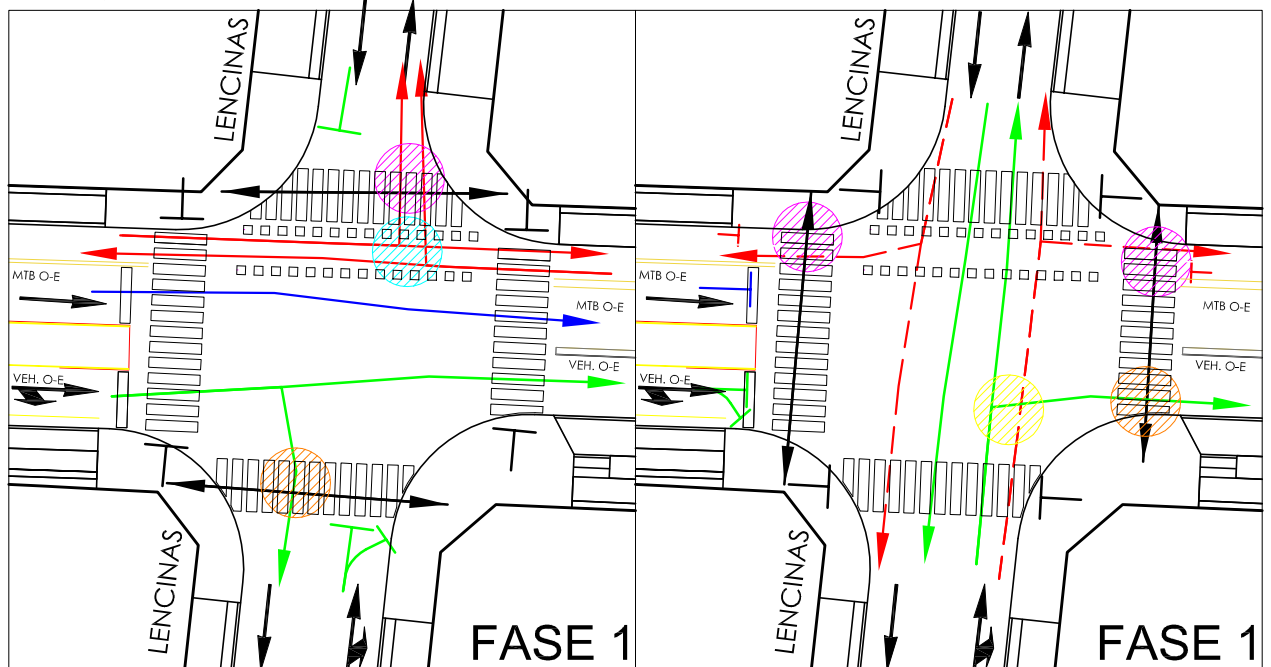 LENCINAS
MTB O-E
MTB O-E
VEH. O-E
VEH. O-E
LENCINAS
FASE 1
LENCINAS
MTB O-E
MTB O-E
VEH. O-E
VEH. O-E
LENCINAS
FASE 1